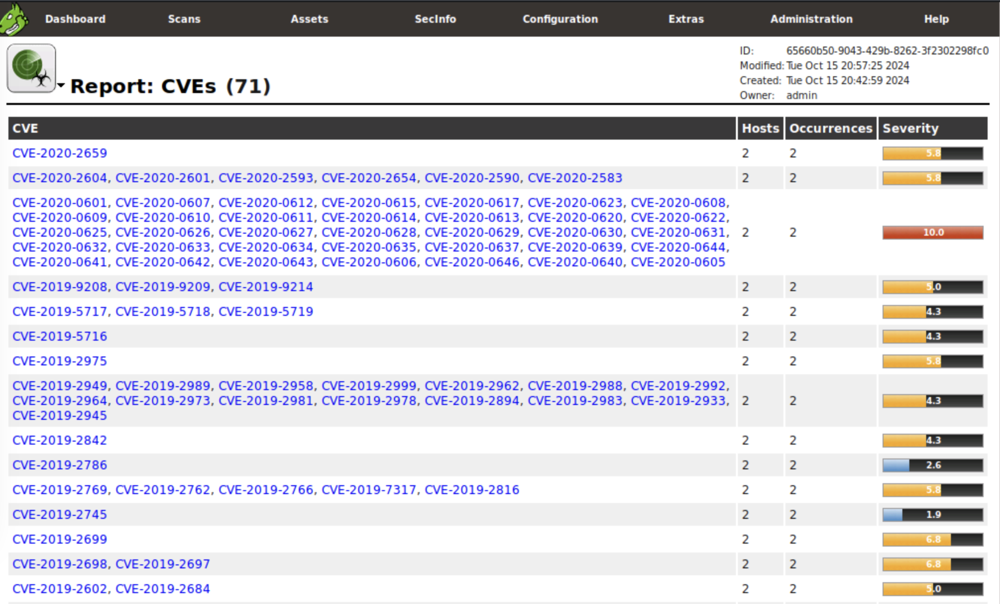 Dashboard Scans Assets SecInfo Configuration Extras Administration Help
ID: 65660b50-9043-429b-8262-3f2302298fc0
Modified: Tue Oct 15 20:57:25 2024
Created: Tue Oct 15 20:42:59 2024
Owner: admin
Report: CVEs (71)
CVE Hosts Occurrences Severity
CVE-2020-2659 2 2 5.8
CVE-2020-2604, CVE-2020-2601, CVE-2020-2593, CVE-2020-2654, CVE-2020-2590, CVE-2020-2583 2 2 5.8
CVE-2020-0601, CVE-2020-0607, CVE-2020-0612, CVE-2020-0615, CVE-2020-0617, CVE-2020-0623, CVE-2020-0608,
CVE-2020-0609, CVE-2020-0610, CVE-2020-0611, CVE-2020-0614, CVE-2020-0613, CVE-2020-0620, CVE-2020-0622,
CVE-2020-0625, CVE-2020-0626, CVE-2020-0627, CVE-2020-0628, CVE-2020-0629, CVE-2020-0630, CVE-2020-0631, 2 2 10.0
CVE-2020-0632, CVE-2020-0633, CVE-2020-0634, CVE-2020-0635, CVE-2020-0637, CVE-2020-0639, CVE-2020-0644,
CVE-2020-0641, CVE-2020-0642, CVE-2020-0643, CVE-2020-0606, CVE-2020-0646, CVE-2020-0640, CVE-2020-0605
CVE-2019-9208, CVE-2019-9209, CVE-2019-9214 2 2 5.0
CVE-2019-5717, CVE-2019-5718, CVE-2019-5719 2 2 4.3
CVE-2019-5716 2 2 4.3
CVE-2019-2975 2 2 5.8
CVE-2019-2949, CVE-2019-2989, CVE-2019-2958, CVE-2019-2999, CVE-2019-2962, CVE-2019-2988, CVE-2019-2992,
CVE-2019-2964, CVE-2019-2973, CVE-2019-2981, CVE-2019-2978, CVE-2019-2894, CVE-2019-2983, CVE-2019-2933, 2 2 4.3
CVE-2019-2945
CVE-2019-2842 2 2 4.3
CVE-2019-2786 2 2 2.6
CVE-2019-2769, CVE-2019-2762, CVE-2019-2766, CVE-2019-7317, CVE-2019-2816 2 2 5.8
CVE-2019-2745 2 2 1.9
CVE-2019-2699 2 2 6.8
CVE-2019-2698, CVE-2019-2697 2 2 6.8
CVE-2019-2602, CVE-2019-2684 2 2 5.0